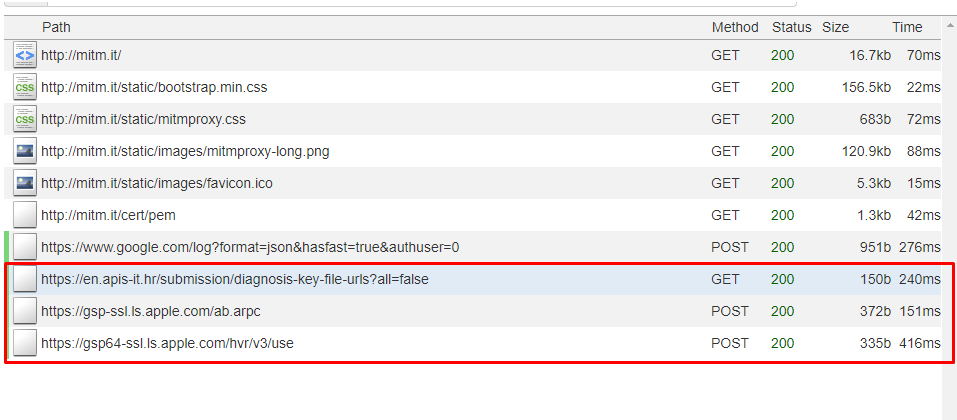 Path Method Status Size Time
<> http://mitm.it/ GET 200 16.7kb 70ms
CSS http://mitm.it/static/bootstrap.min.css GET 200 156.5kb 22ms
CSS http://mitm.it/static/mitmproxy.css GET 200 683b 72ms
http://mitm.it/static/images/mitmproxy-long.png GET 200 120.9kb 88ms
http://mitm.it/static/images/favicon.ico GET 200 5.3kb 15ms
http://mitm.it/cert/pem GET 200 1.3kb 42ms
https://www.google.com/log?format=json&hasfast=true&authuser=0 POST 200 951b 276ms
https://en.apis-it.hr/submission/diagnosis-key-file-urls?all=false GET 200 150b 240ms
https://gsp-ssl.ls.apple.com/ab.arpc POST 200 372b 151ms
https://gsp64-ssl.ls.apple.com/hvr/v3/use POST 200 335b 416ms